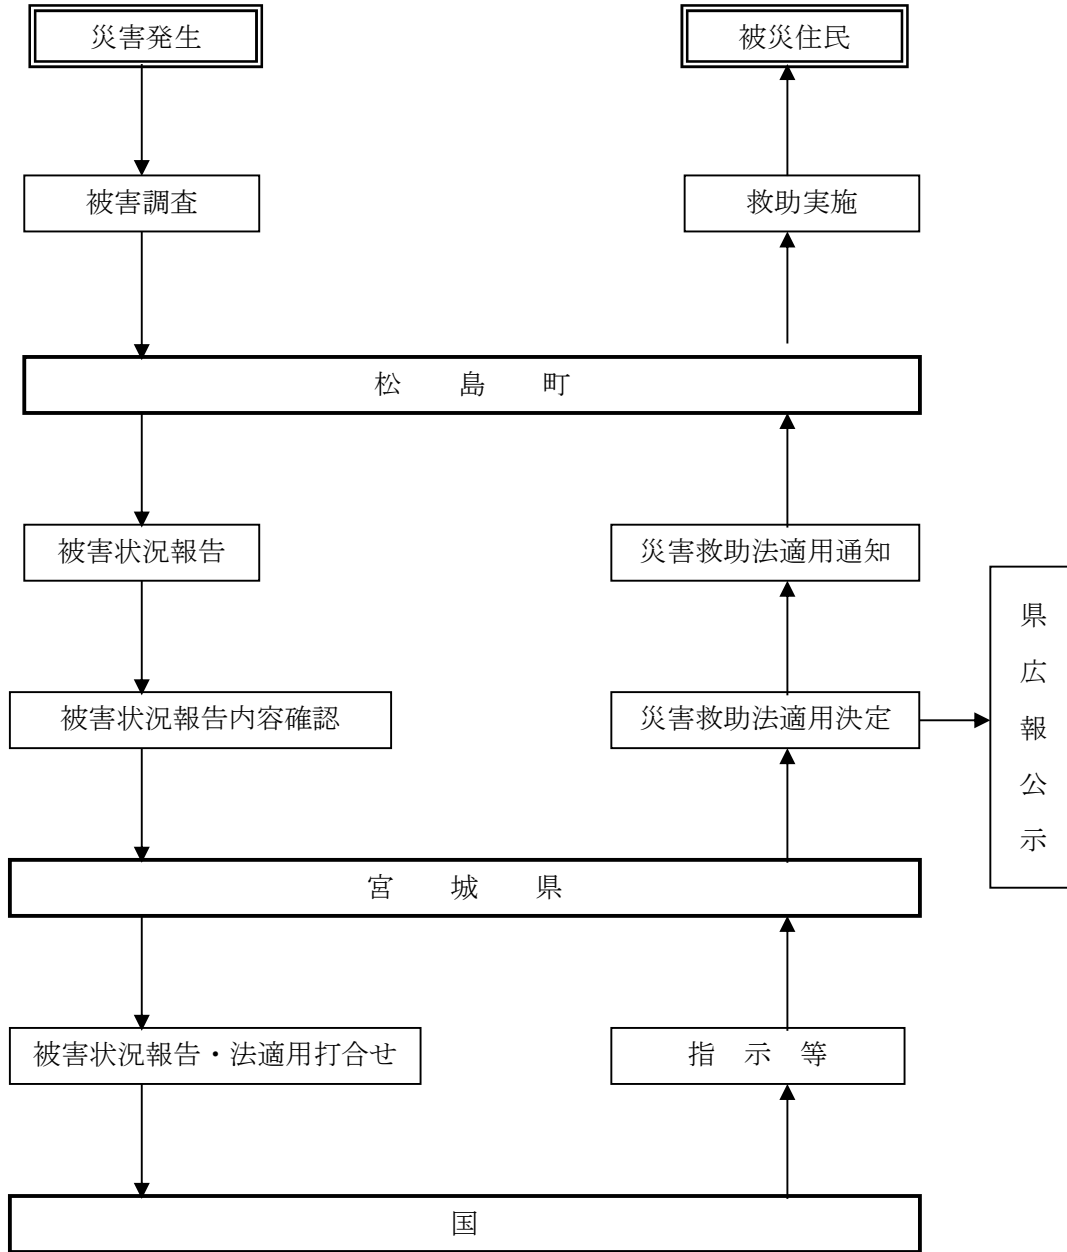 災害発生
被災住民
被害調査
救助実施
松　島　町
被害状況報告
災害救助法適用通知
県広報公示
被害状況報告内容確認
災害救助法適用決定
宮　城　県
被害状況報告・法適用打合せ
指　示　等
国